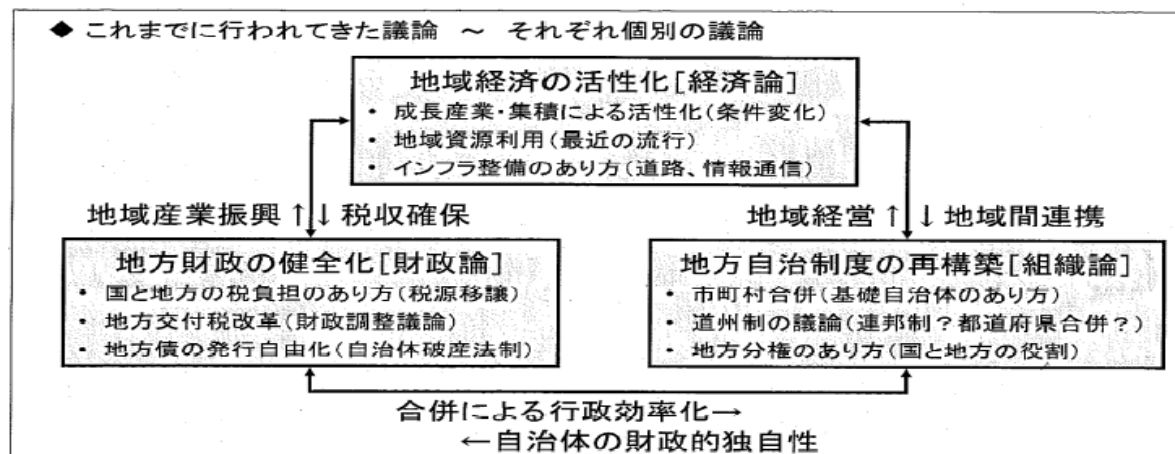 ◆ これまでに行われてきた議論 ～ それぞれ個別の議論
地域経済の活性化[経済論]
・ 成長産業・集積による活性化(条件変化)
・ 地域資源利用(最近の流行)
・ インフラ整備のあり方(道路、情報通信)
地域産業振興↑↓税収確保
地域経営↑↓地域間連携
地方財政の健全化[財政論]
・ 国と地方の税負担のあり方(税源移譲)
・ 地方交付税改革(財政調整議論)
・ 地方債の発行自由化(自治体破産法制)
地方自治制度の再構築[組織論]
・ 市町村合併(基礎自治体のあり方)
・ 道州制の議論(連邦制？都道府県合併？)
・ 地方分権のあり方(国と地方の役割)
合併による行政効率化→
←自治体の財政的独自性